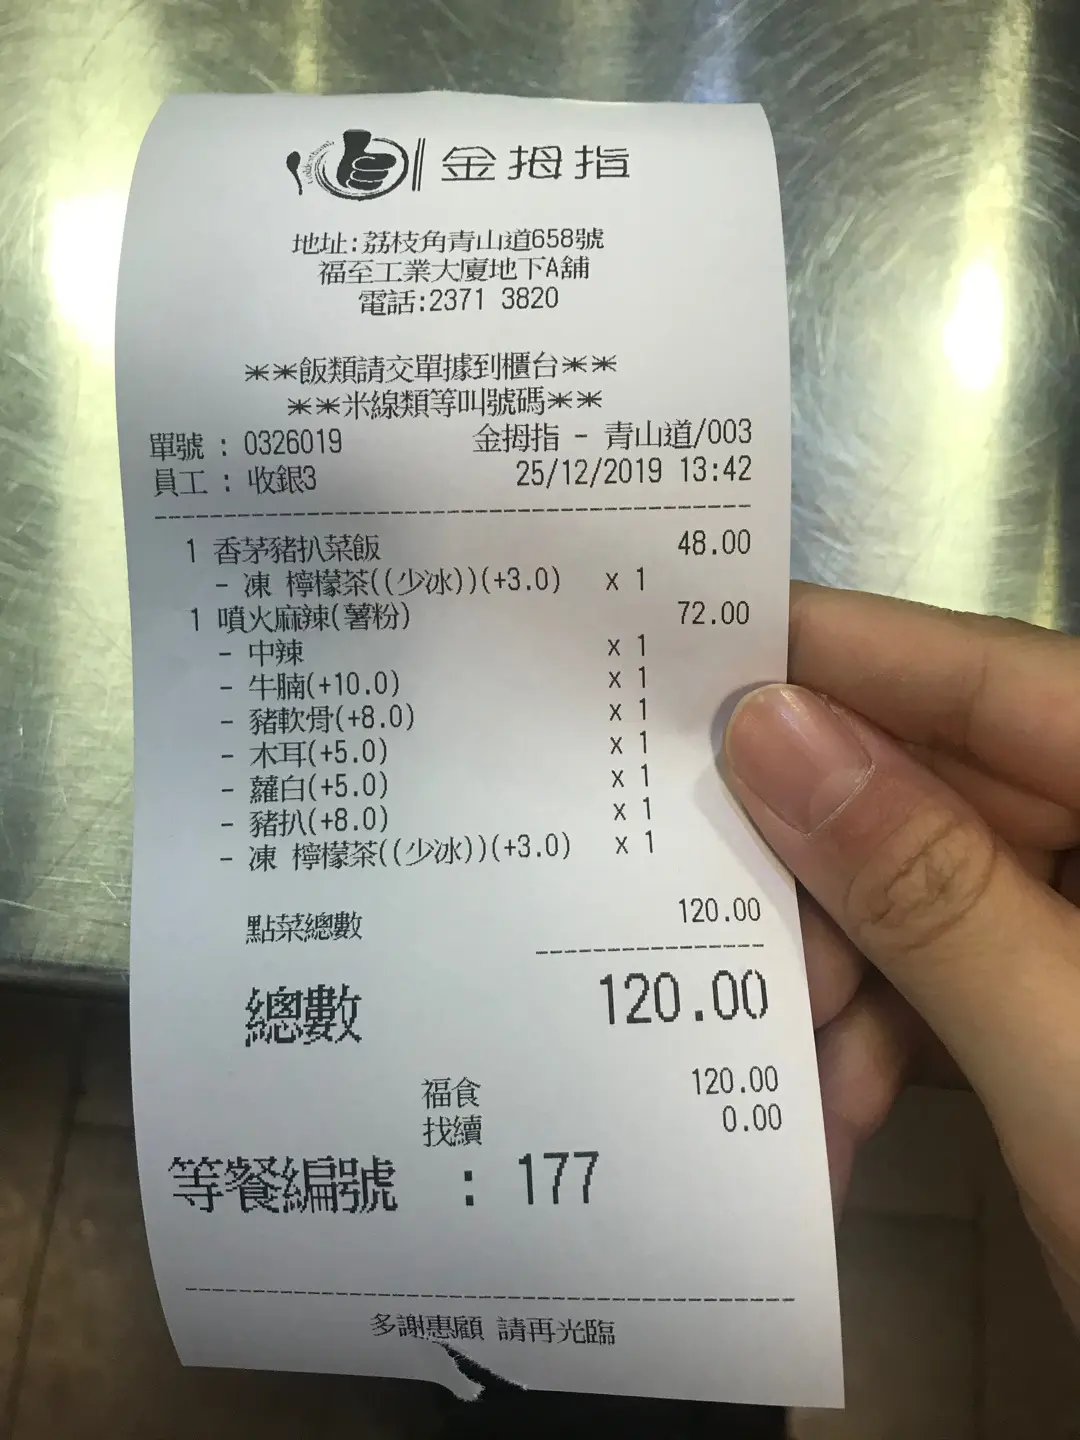 金拇指
地址:荔枝角青山道658號
福至工業大廈地下A舖
電話:2371 3820
**飯類請交單據到櫃台**
**米線類等叫號碼**
單號 : 0326019 金拇指 - 青山道/003
員工 : 收銀3 25/12/2019 13:42
1 香茅豬扒菜飯 48.00
- 凍 檸檬茶((少冰))(+3.0) x 1
1 噴火麻辣(薯粉) 72.00
- 中辣 x 1
- 牛腩(+10.0) x 1
- 豬軟骨(+8.0) x 1
- 木耳(+5.0) x 1
- 蘿白(+5.0) x 1
- 豬扒(+8.0) x 1
- 凍 檸檬茶((少冰))(+3.0) x 1
點菜總數 120.00
總數 120.00
福食 120.00
找續 0.00
等餐編號 : 177
多謝惠顧 請再光臨